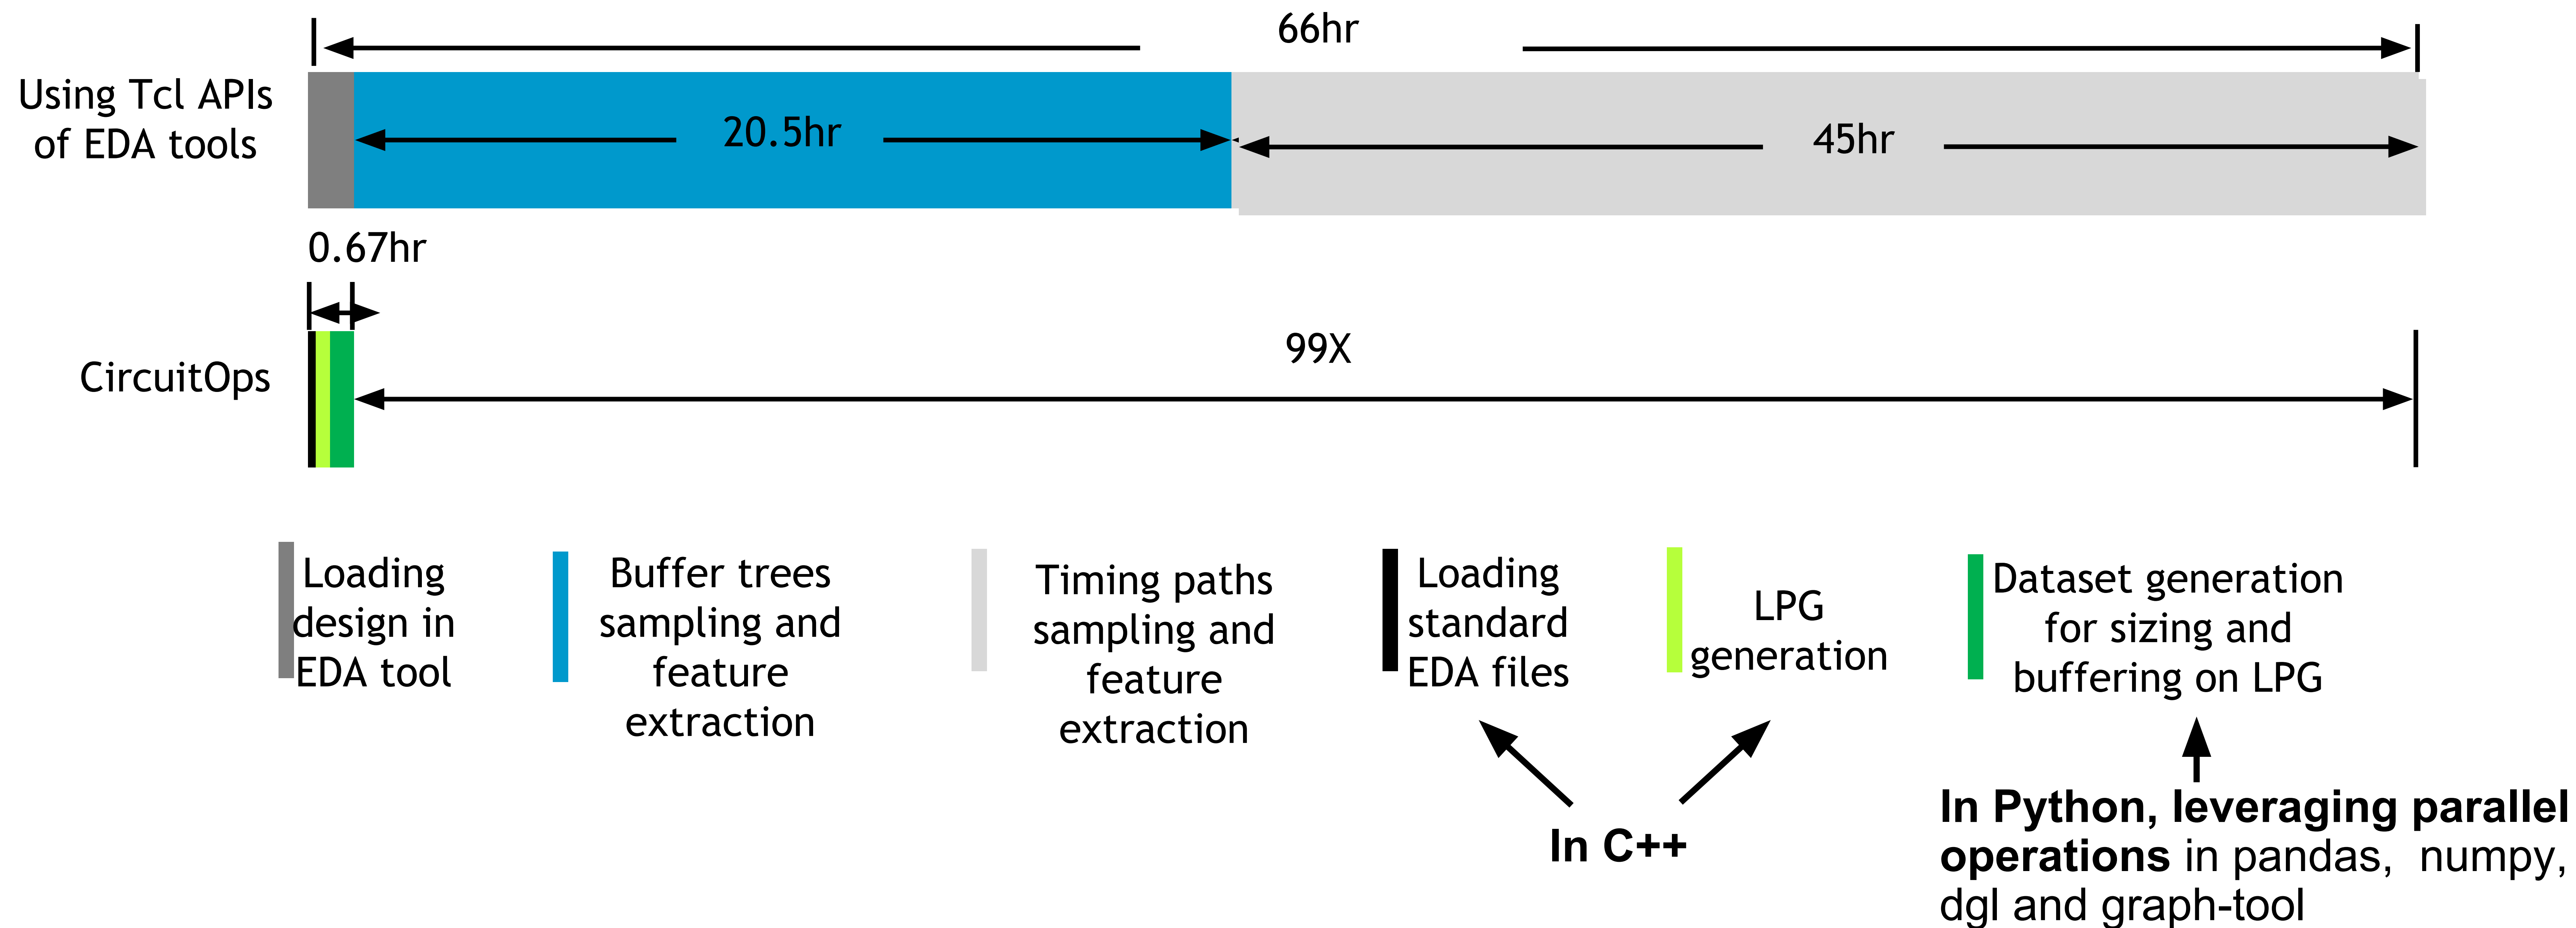 66hr
Using Tcl APIs
of EDA tools
20.5hr
45hr
0.67hr
99X
CircuitOps
Loading
design in
EDA tool
Buffer trees
sampling and
feature
extraction
Timing paths
sampling and
feature
extraction
Loading
standard
EDA files
LPG
generation
Dataset generation
for sizing and
buffering on LPG
In C++
In Python, leveraging parallel
operations in pandas, numpy,
dgl and graph-tool